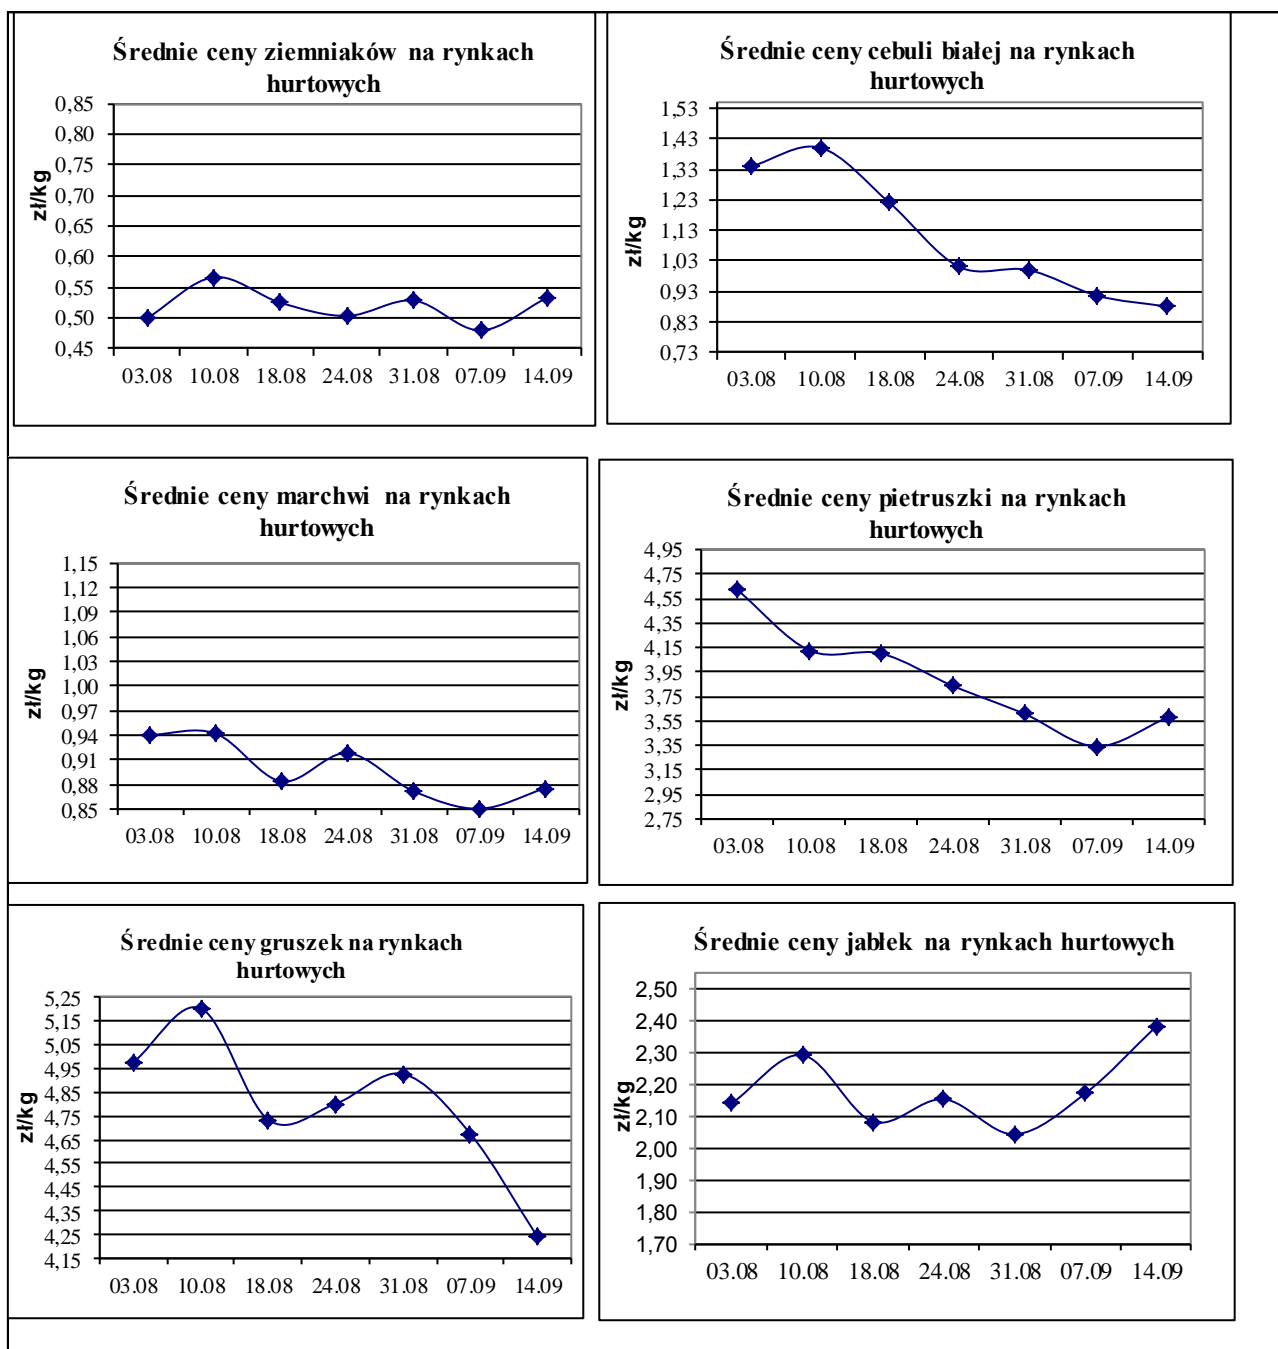 Średnie ceny ziemniaków na rynkach
hurtowych
zł/kg
0,85
0,80
0,75
0,70
0,65
0,60
0,55
0,50
0,45
03.08 10.08 18.08 24.08 31.08 07.09 14.09
Średnie ceny cebuli białej na rynkach
hurtowych
zł/kg
1,53
1,43
1,33
1,23
1,13
1,03
0,93
0,83
0,73
03.08 10.08 18.08 24.08 31.08 07.09 14.09
Średnie ceny marchwi na rynkach
hurtowych
zł/kg
1,15
1,12
1,09
1,06
1,03
1,00
0,97
0,94
0,91
0,88
0,85
03.08 10.08 18.08 24.08 31.08 07.09 14.09
Średnie ceny pietruszki na rynkach
hurtowych
zł/kg
4,95
4,75
4,55
4,35
4,15
3,95
3,75
3,55
3,35
3,15
2,95
2,75
03.08 10.08 18.08 24.08 31.08 07.09 14.09
Średnie ceny gruszek na rynkach
hurtowych
zł/kg
5,25
5,15
5,05
4,95
4,85
4,75
4,65
4,55
4,45
4,35
4,25
4,15
03.08 10.08 18.08 24.08 31.08 07.09 14.09
Średnie ceny jabłek na rynkach hurtowych
zł/kg
2,50
2,40
2,30
2,20
2,10
2,00
1,90
1,80
1,70
03.08 10.08 18.08 24.08 31.08 07.09 14.09